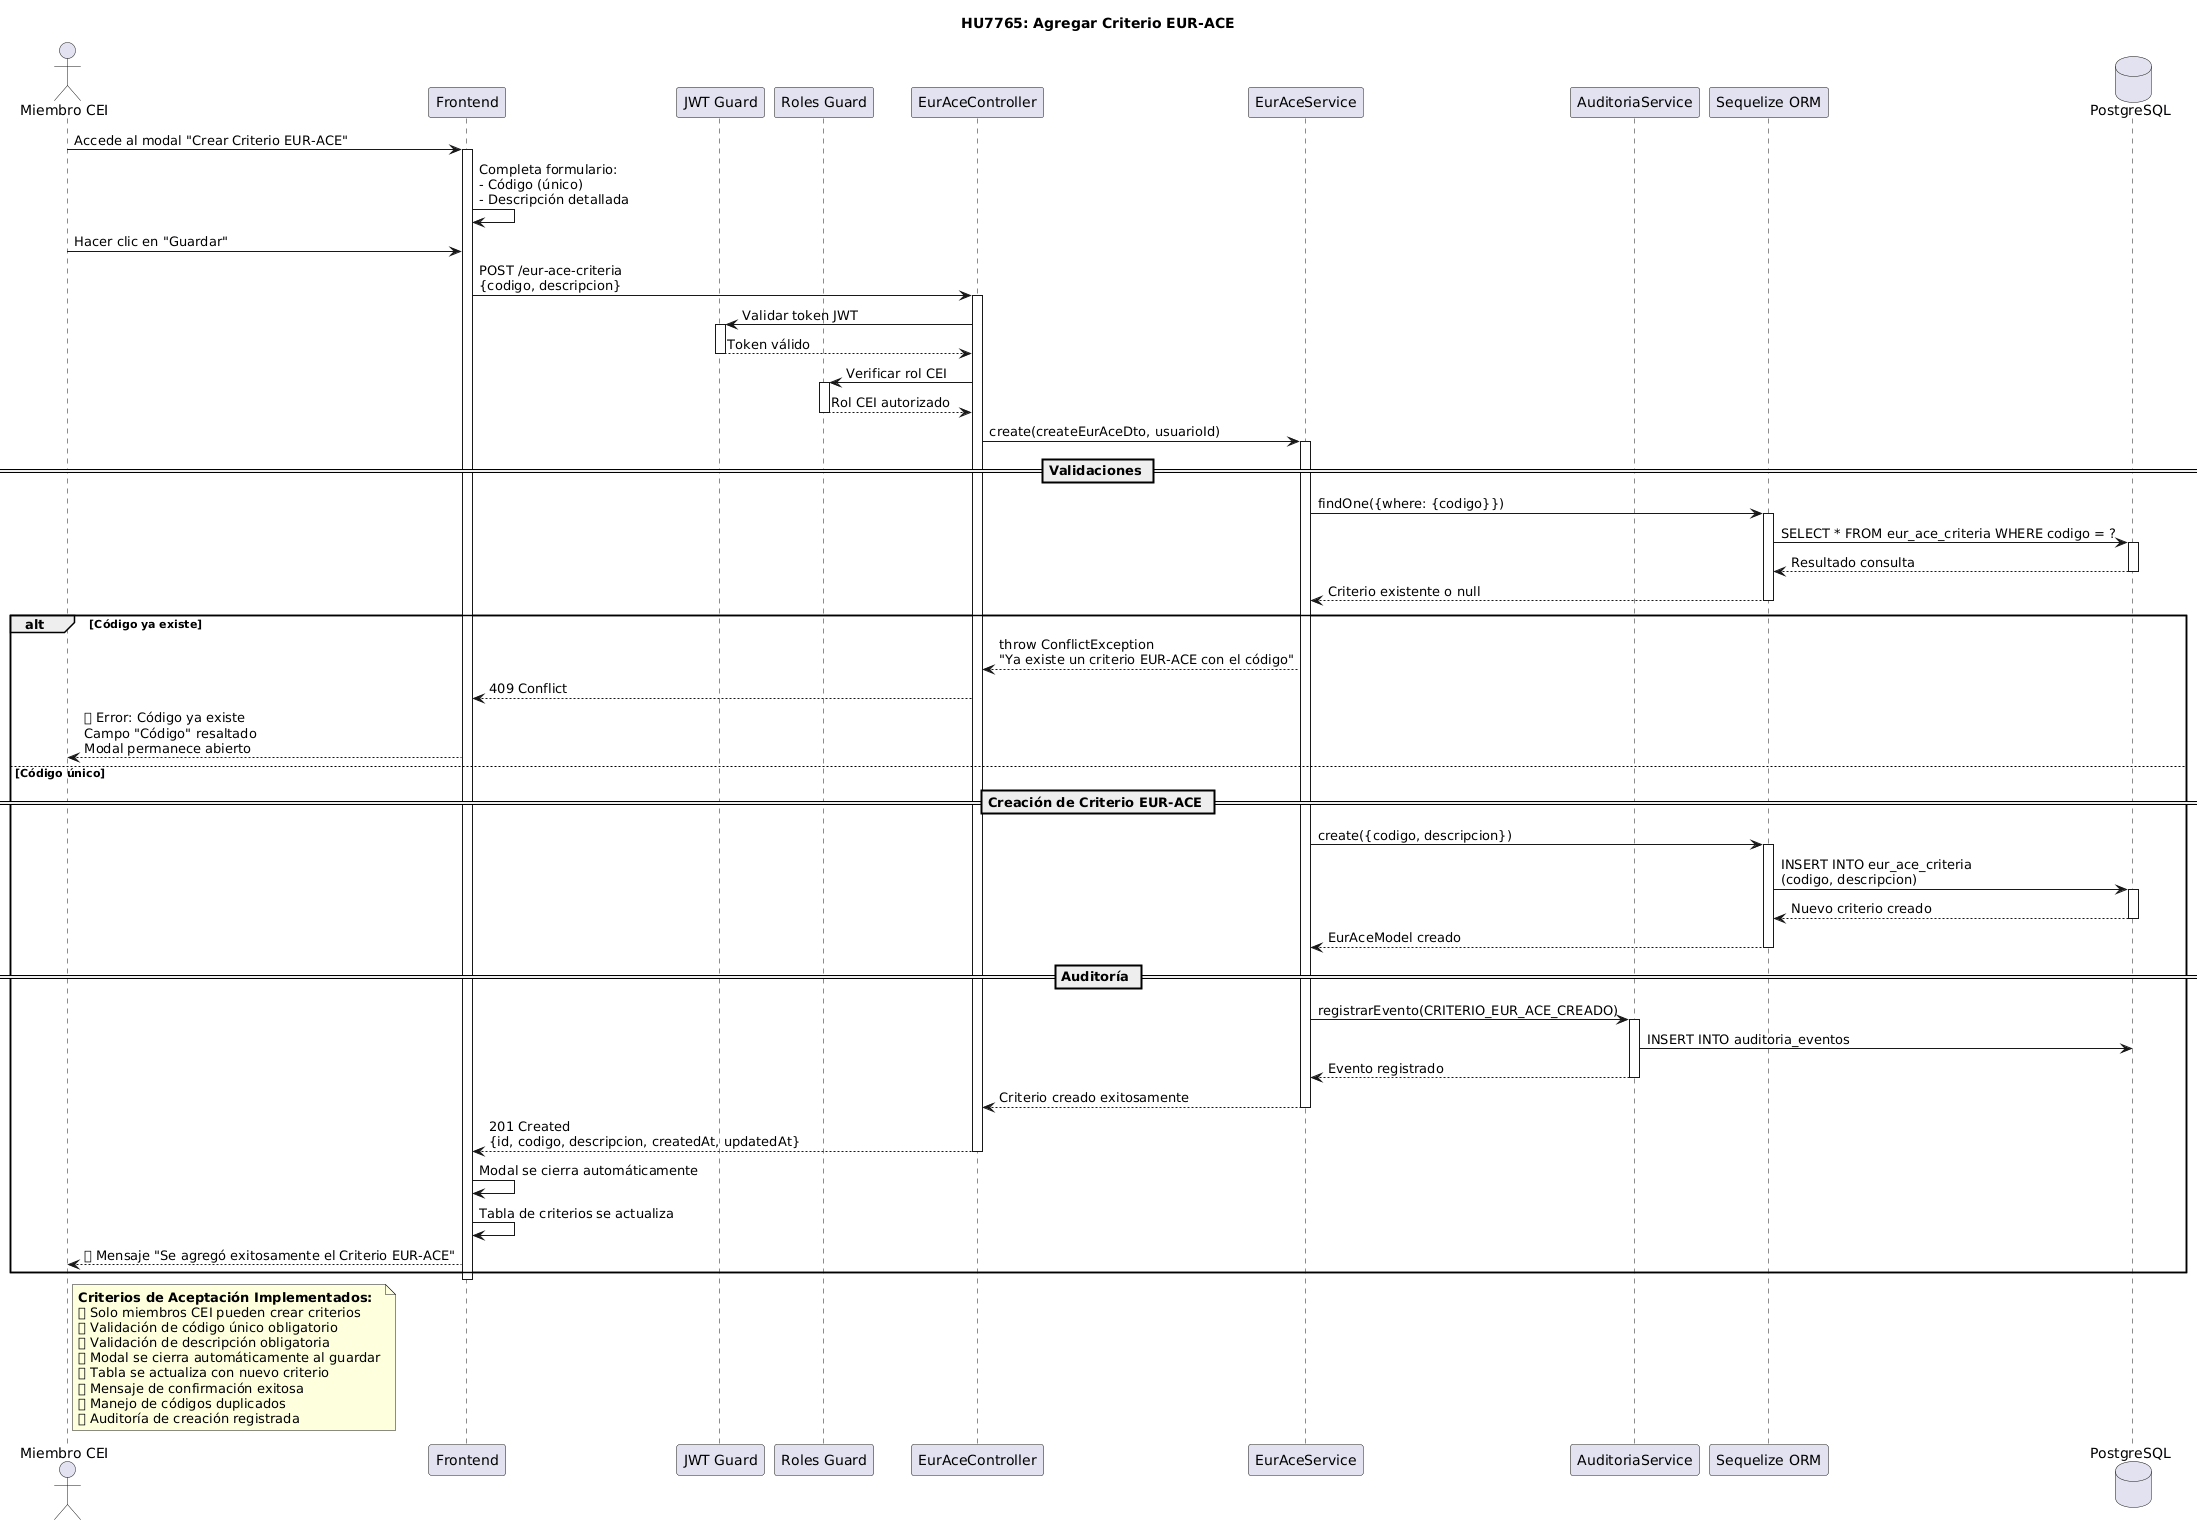 HU7765: Agregar Criterio EUR-ACE
Miembro CEI
Frontend
JWT Guard
Roles Guard
EurAceController
EurAceService
AuditoriaService
Sequelize ORM
PostgreSQL
Accede al modal "Crear Criterio EUR-ACE"
Completa formulario:
- Código (único)
- Descripción detallada
Hacer clic en "Guardar"
POST /eur-ace-criteria
{codigo, descripcion}
Validar token JWT
Token válido
Verificar rol CEI
Rol CEI autorizado
create(createEurAceDto, usuarioId)
Validaciones
findOne({where: {codigo}})
SELECT * FROM eur_ace_criteria WHERE codigo = ?
Resultado consulta
Criterio existente o null
alt
[Código ya existe]
throw ConflictException
"Ya existe un criterio EUR-ACE con el código"
409 Conflict
Error: Código ya existe
Campo "Código" resaltado
Modal permanece abierto
[Código único]
Creación de Criterio EUR-ACE
create({codigo, descripcion})
INSERT INTO eur_ace_criteria
(codigo, descripcion)
Nuevo criterio creado
EurAceModel creado
Auditoría
registrarEvento(CRITERIO_EUR_ACE_CREADO)
INSERT INTO auditoria_eventos
Evento registrado
Criterio creado exitosamente
201 Created
{id, codigo, descripcion, createdAt, updatedAt}
Modal se cierra automáticamente
Tabla de criterios se actualiza
Mensaje "Se agregó exitosamente el Criterio EUR-ACE"
Criterios de Aceptación Implementados:
Solo miembros CEI pueden crear criterios
Validación de código único obligatorio
Validación de descripción obligatoria
Modal se cierra automáticamente al guardar
Tabla se actualiza con nuevo criterio
Mensaje de confirmación exitosa
Manejo de códigos duplicados
Auditoría de creación registrada
Miembro CEI
Frontend
JWT Guard
Roles Guard
EurAceController
EurAceService
AuditoriaService
Sequelize ORM
PostgreSQL